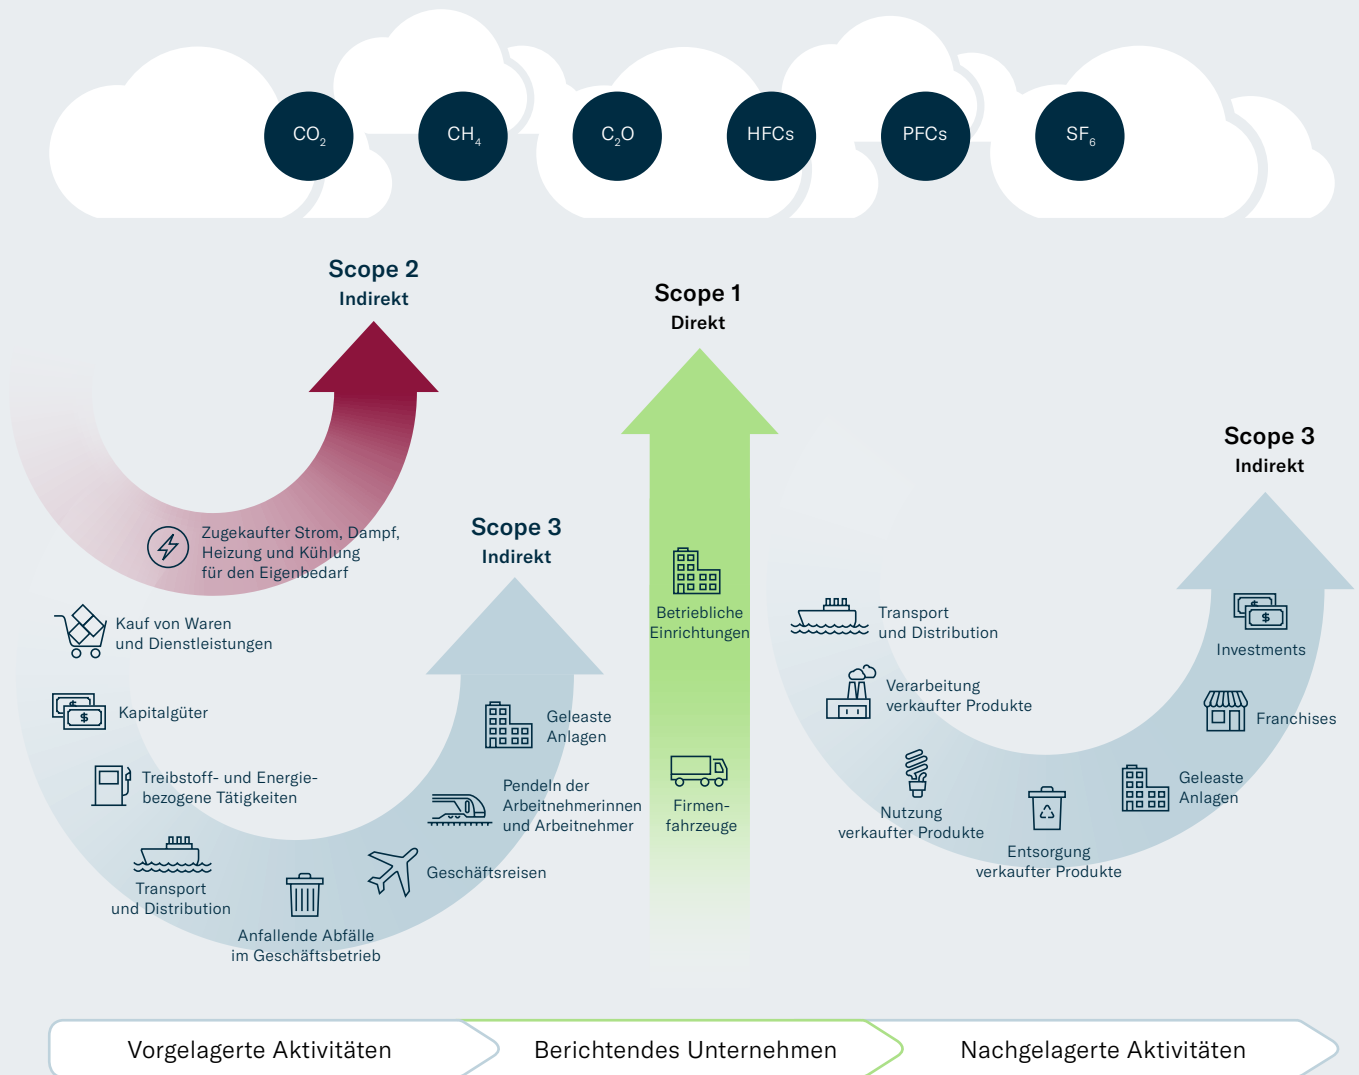 CO₂
CH₄
C₂O
HFCs
PFCs
SF₆
Scope 2
Indirekt
Zugekaufter Strom, Dampf,
Heizung und Kühlung
für den Eigenbedarf
Scope 3
Indirekt
Kauf von Waren
und Dienstleistungen
$
$
Kapitalgüter
Treibstoff- und Energie-
bezogene Tätigkeiten
Transport
und Distribution
Anfallende Abfälle
im Geschäftsbetrieb
Geschäftsreisen
Pendeln der
Arbeitnehmerinnen
und Arbeitnehmer
Geleaste
Anlagen
Scope 1
Direkt
Betriebliche
Einrichtungen
Firmen-
fahrzeuge
Scope 3
Indirekt
Transport
und Distribution
Verarbeitung
verkaufter Produkte
Nutzung
verkaufter Produkte
Entsorgung
verkaufter Produkte
Geleaste
Anlagen
Franchises
$
$
Investments
Vorgelagerte Aktivitäten
Berichtendes Unternehmen
Nachgelagerte Aktivitäten